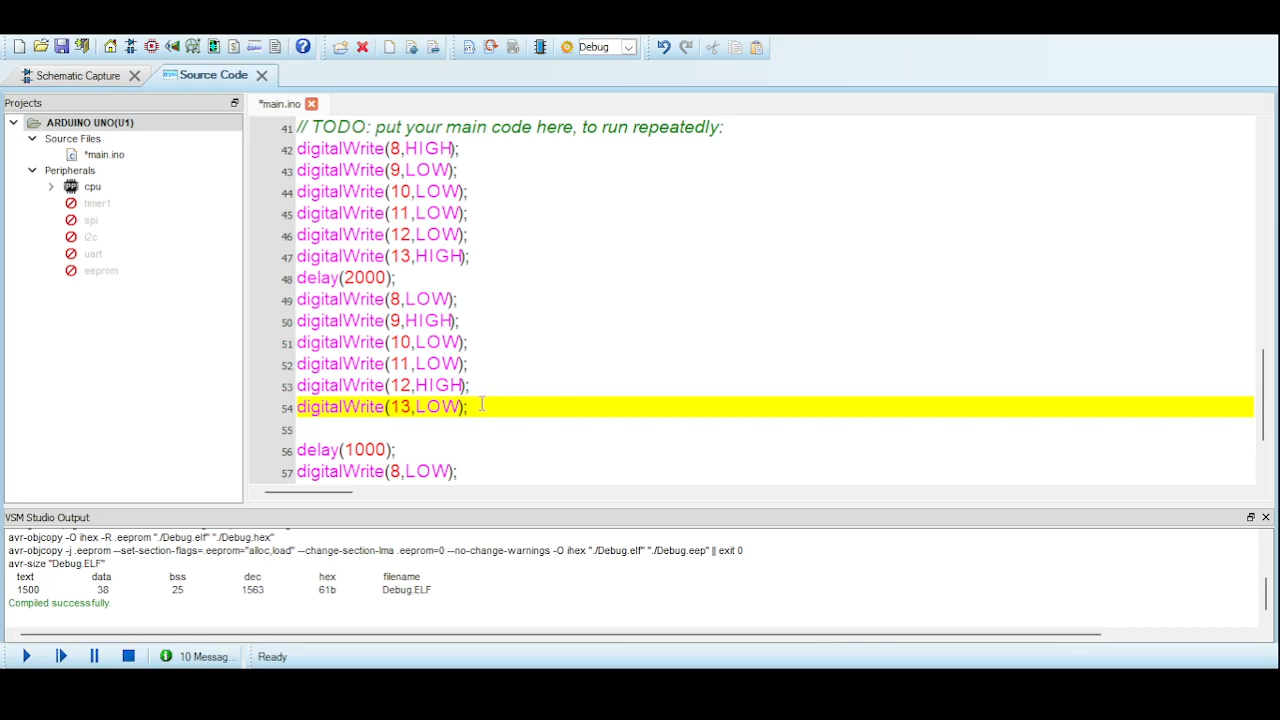 Debug
Schematic Capture
Source Code
Projects
*main.ino
ARDUINO UNO(U1)
Source Files
*main.ino
Peripherals
cpu
timer1
spi
i2c
uart
eeprom
41 // TODO: put your main code here, to run repeatedly:
42 digitalWrite(8,HIGH);
43 digitalWrite(9,LOW);
44 digitalWrite(10,LOW);
45 digitalWrite(11,LOW);
46 digitalWrite(12,LOW);
47 digitalWrite(13,HIGH);
48 delay(2000);
49 digitalWrite(8,LOW);
50 digitalWrite(9,HIGH);
51 digitalWrite(10,LOW);
52 digitalWrite(11,LOW);
53 digitalWrite(12,HIGH);
54 digitalWrite(13,LOW);
55
56 delay(1000);
57 digitalWrite(8,LOW);
VSM Studio Output
avr-objcopy -O ihex -R .eeprom "./Debug.elf" "./Debug.hex"
avr-objcopy -j .eeprom --set-section-flags=.eeprom="alloc,load" --change-section-lma .eeprom=0 --no-change-warnings -O ihex "./Debug.elf" "./Debug.eep" || exit 0
avr-size "Debug.ELF"
text data bss dec hex filename
1500 38 25 1563 61b Debug.ELF
Compiled successfully.
10 Messag... Ready